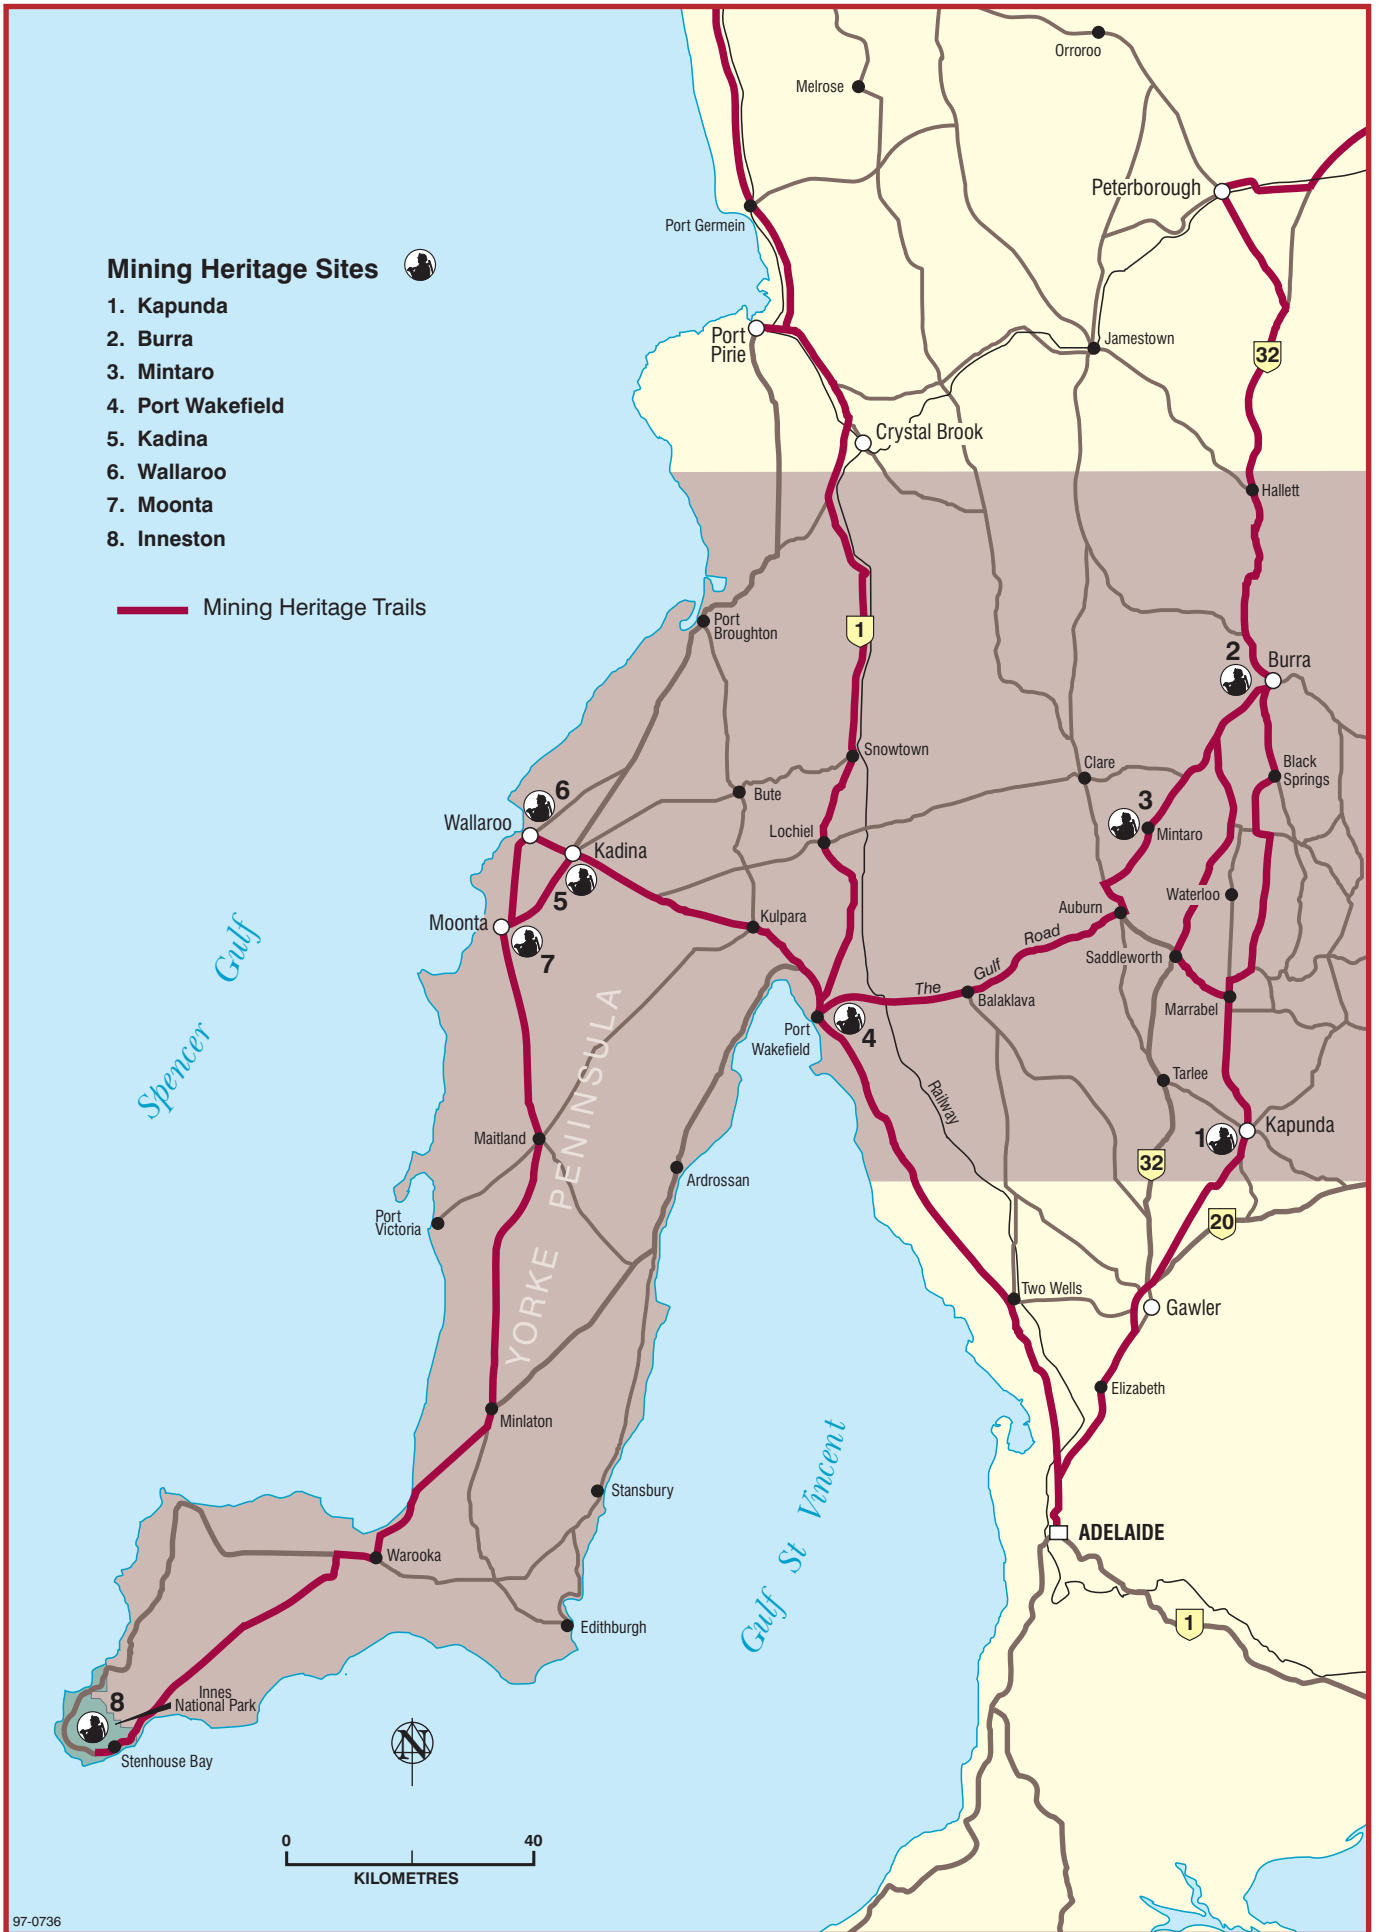 Orroroo
Melrose
Peterborough
Port Germein
Mining Heritage Sites
1. Kapunda
2. Burra
3. Mintaro
4. Port Wakefield
5. Kadina
6. Wallaroo
7. Moonta
8. Inneston
Mining Heritage Trails
Port
Pirie
Jamestown
32
Crystal Brook
Hallett
Port
Broughton
1
2
Burra
Snowtown
Clare
Black
Springs
Bute
6
3
Wallaroo
Lochiel
Mintaro
Kadina
5
Waterloo
Auburn
Moonta
Kulpara
7
The Gulf Road
Saddleworth
Spencer Gulf
Balaklava
Marrabel
Port
Wakefield
4
YORKE PENINSULA
Railway
Tarlee
Maitland
1
Kapunda
32
Ardrossan
Port
Victoria
20
Two Wells
Gawler
Elizabeth
Minlaton
Gulf St Vincent
Stansbury
ADELAIDE
Warooka
1
Edithburgh
8
Innes
National Park
Stenhouse Bay
N
0 40
KILOMETRES
97-0736